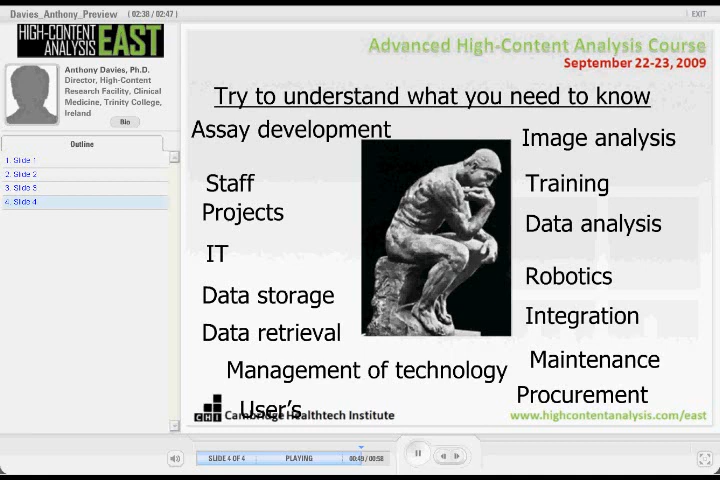 Davies_Anthony_Preview ( 02:38 / 02:47 )
EXIT
HIGH-CONTENT
ANALYSIS EAST
Anthony Davies, Ph.D.
Director, High-Content
Research Facility, Clinical
Medicine, Trinity College,
Ireland
Bio
Outline
1. Slide 1
2. Slide 2
3. Slide 3
4. Slide 4
Advanced High-Content Analysis Course
September 22-23, 2009
Try to understand what you need to know
Assay development
Image analysis
Staff
Training
Projects
Data analysis
IT
Robotics
Data storage
Integration
Data retrieval
Maintenance
Management of technology
Procurement
User's
CHI Cambridge Healthtech Institute
www.highcontentanalysis.com/east
SLIDE 4 OF 4 PLAYING 00:49 / 00:58